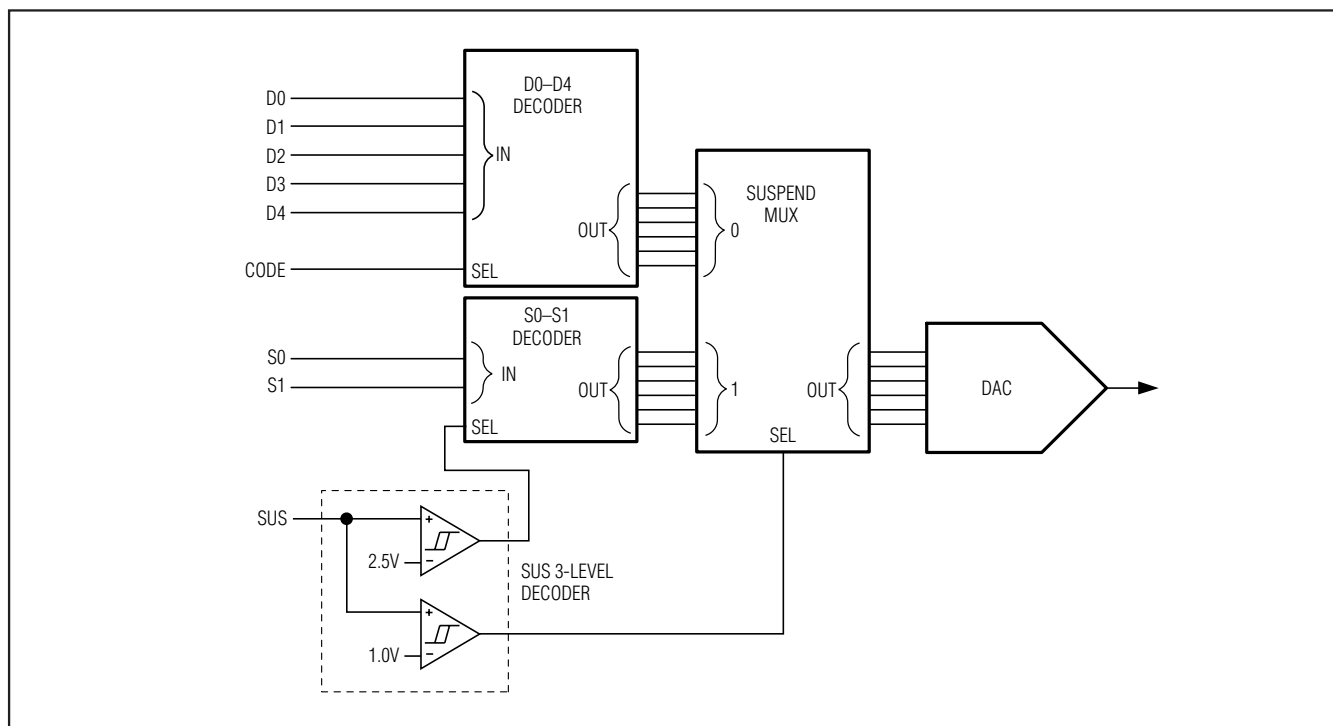 D0–D4
DECODER
D0
D1
D2
D3
D4
IN
OUT
CODE
SEL
SUSPEND
MUX
0
S0–S1
DECODER
S0
S1
IN
OUT
SEL
1
OUT
SEL
DAC
SUS
+
2.5V
–
SUS 3-LEVEL
DECODER
+
1.0V
–